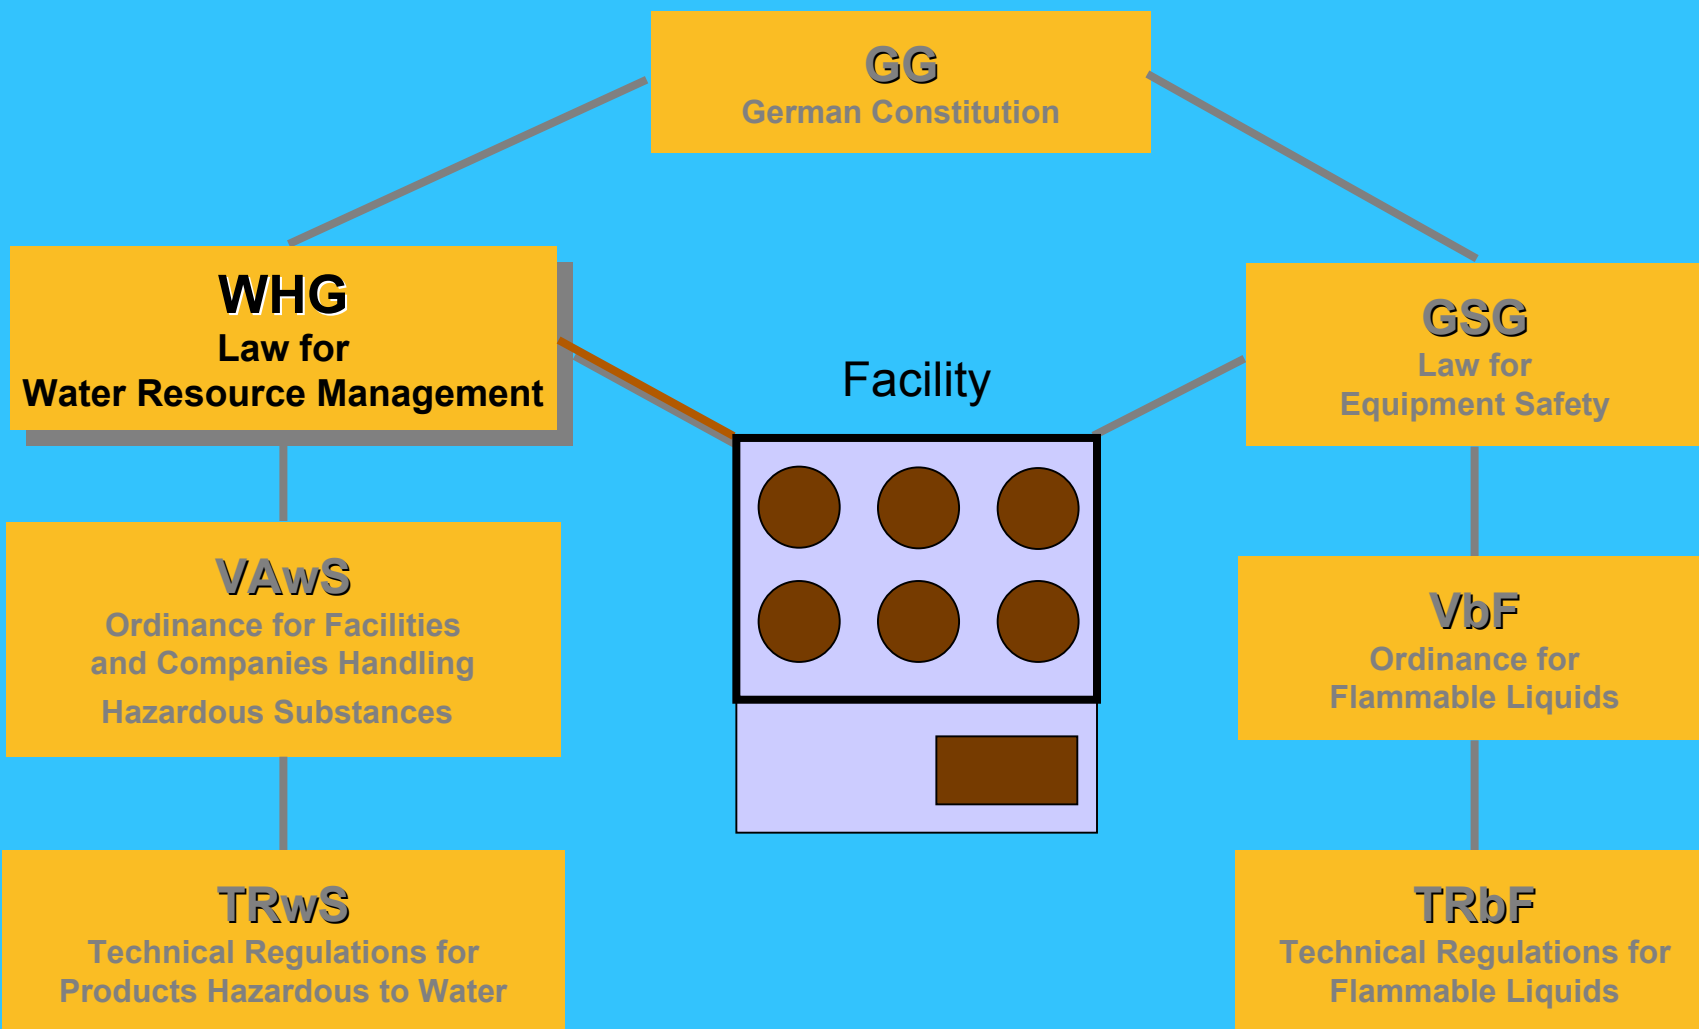 GG
German Constitution
WHG
Law for
Water Resource Management
GSG
Law for
Equipment Safety
Facility
VAwS
Ordinance for Facilities
and Companies Handling
Hazardous Substances
VbF
Ordinance for
Flammable Liquids
TRwS
Technical Regulations for
Products Hazardous to Water
TRbF
Technical Regulations for
Flammable Liquids